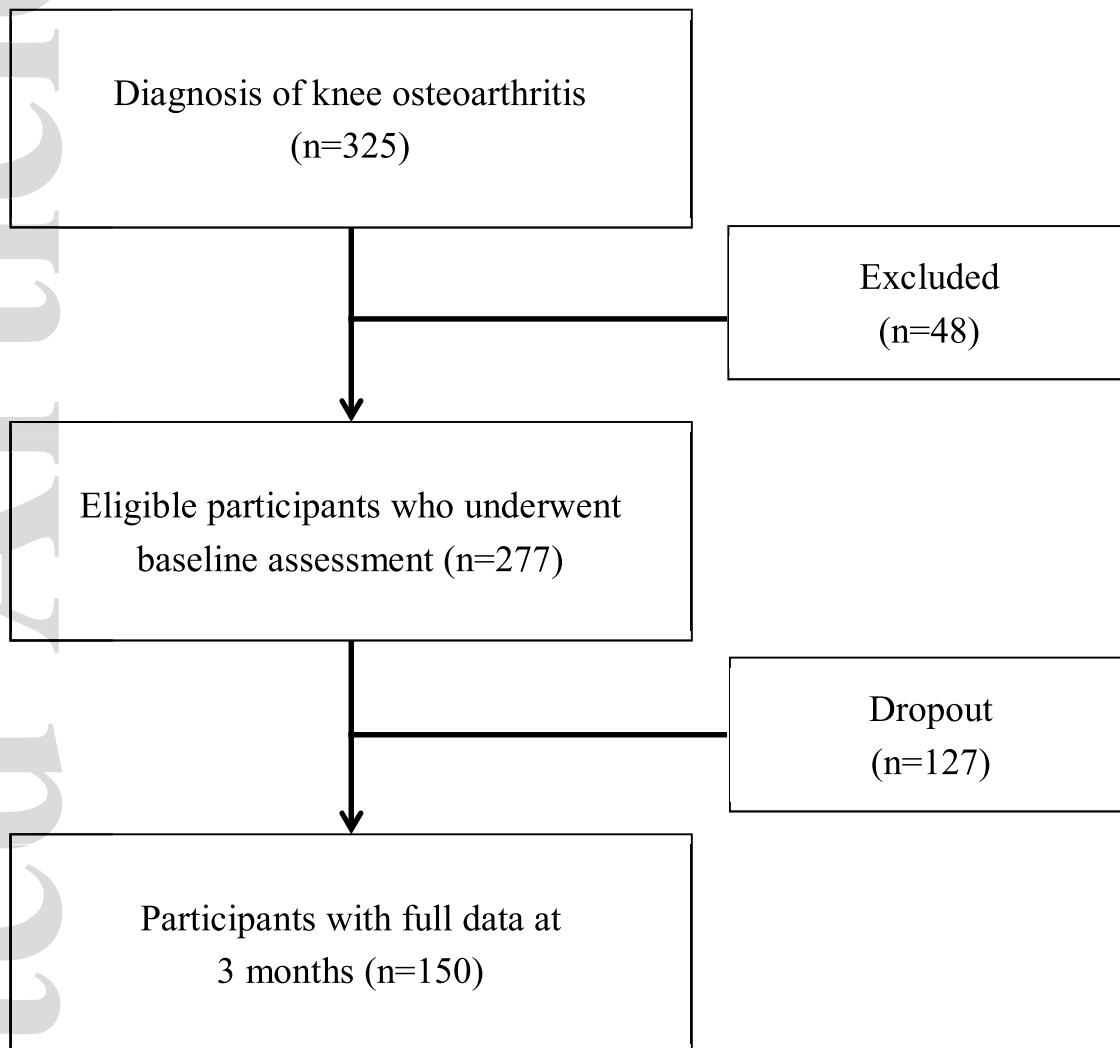 Diagnosis of knee osteoarthritis
(n=325)
Excluded
(n=48)
Eligible participants who underwent
baseline assessment (n=277)
Dropout
(n=127)
Participants with full data at
3 months (n=150)